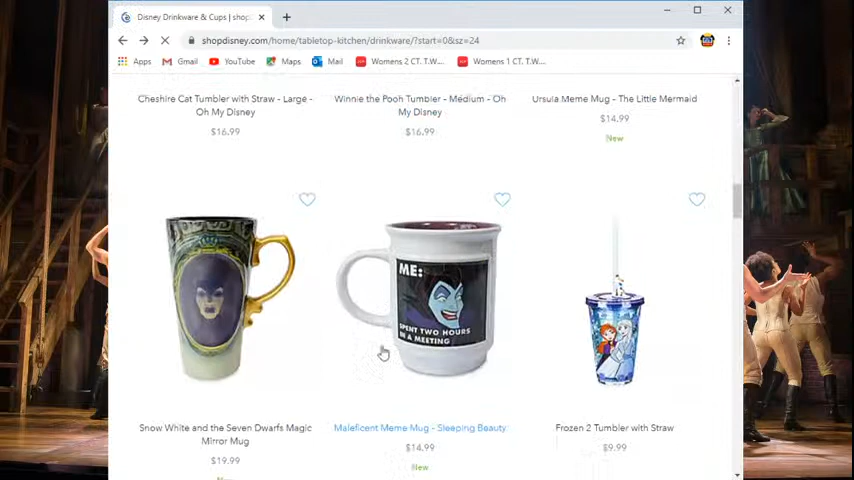 Disney Drinkware & Cups | shop
shopdisney.com/home/tabletop-kitchen/drinkware/?start=0&sz=24
Apps Gmail YouTube Maps Mail Womens 2 CT. T.W... Womens 1 CT. T.W...
Cheshire Cat Tumbler with Straw - Large -
Oh My Disney
$16.99
Winnie the Pooh Tumbler - Medium - Oh
My Disney
$16.99
Ursula Meme Mug - The Little Mermaid
$14.99
New
ME:
SPENT TWO HOURS
IN A MEETING
Snow White and the Seven Dwarfs Magic
Mirror Mug
$19.99
New
Maleficent Meme Mug - Sleeping Beauty
$14.99
New
Frozen 2 Tumbler with Straw
$9.99